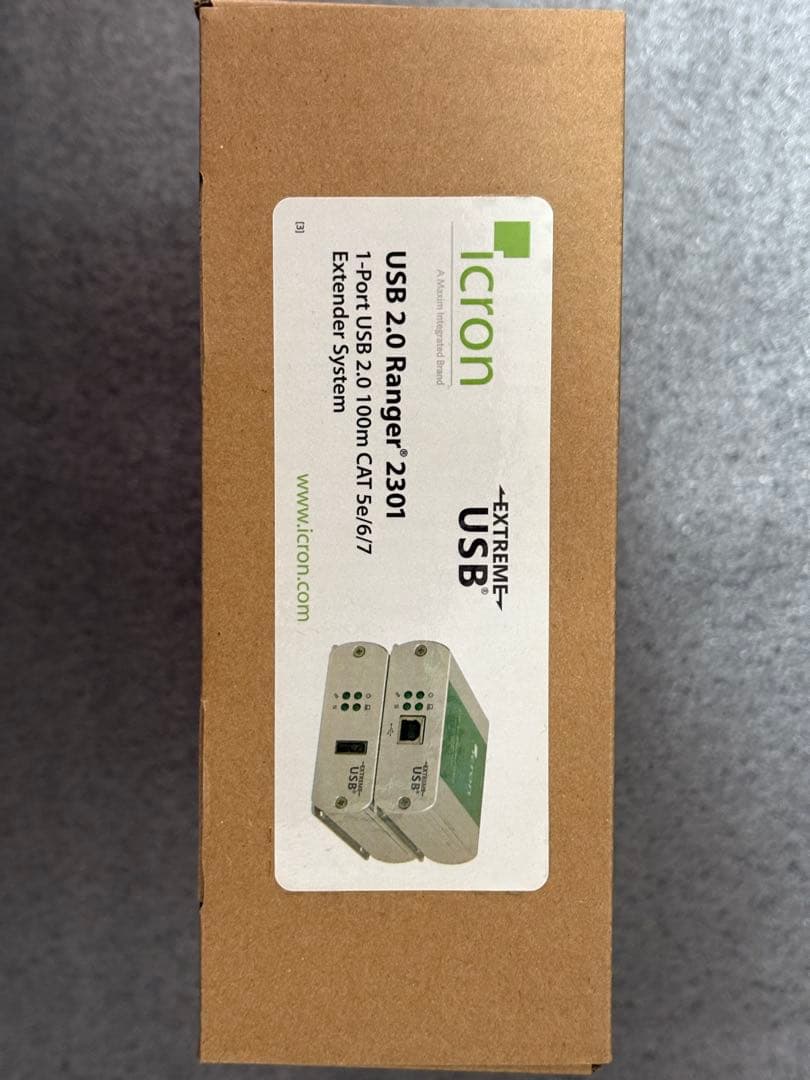 icron
A Maxim Integrated Brand
EXTREME
USB®
USB 2.0 Ranger® 2301
1-Port USB 2.0 100m CAT 5e/6/7
Extender System
www.icron.com
[3]
EXTREME
USB®
EXTREME
USB®
icron